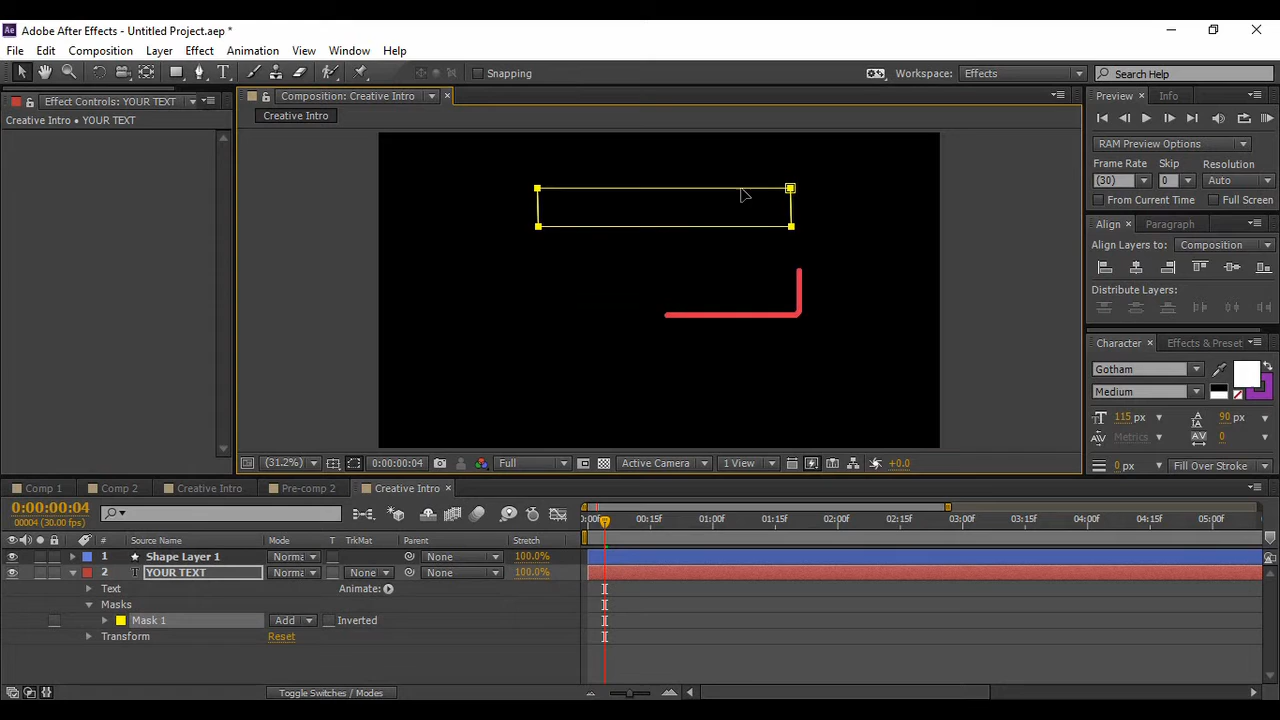 Adobe After Effects - Untitled Project.aep *
File Edit Composition Layer Effect Animation View Window Help
Snapping Workspace: Effects Search Help
Effect Controls: YOUR TEXT Composition: Creative Intro Preview Info
Creative Intro • YOUR TEXT Creative Intro
RAM Preview Options
Frame Rate Skip Resolution
(30) 0 Auto
From Current Time Full Screen
Align Paragraph
Align Layers to: Composition
Distribute Layers:
Character Effects & Preset
Gotham
Medium
115 px 90 px
Metrics 0
0 px Fill Over Stroke
(31.2%) 0:00:00:04 Full Active Camera 1 View +0.0
Comp 1 Comp 2 Creative Intro Pre-comp 2 Creative Intro
0:00:00:04
00004 (30.00 fps)
00f 00:15f 01:00f 01:15f 02:00f 02:15f 03:00f 03:15f 04:00f 04:15f 05:00f
# Source Name Mode T TrkMat Parent Stretch
1 Shape Layer 1 Norma None 100.0%
2 YOUR TEXT Norma None None 100.0%
Text Animate:
Masks
Mask 1 Add Inverted
Transform Reset
Toggle Switches / Modes